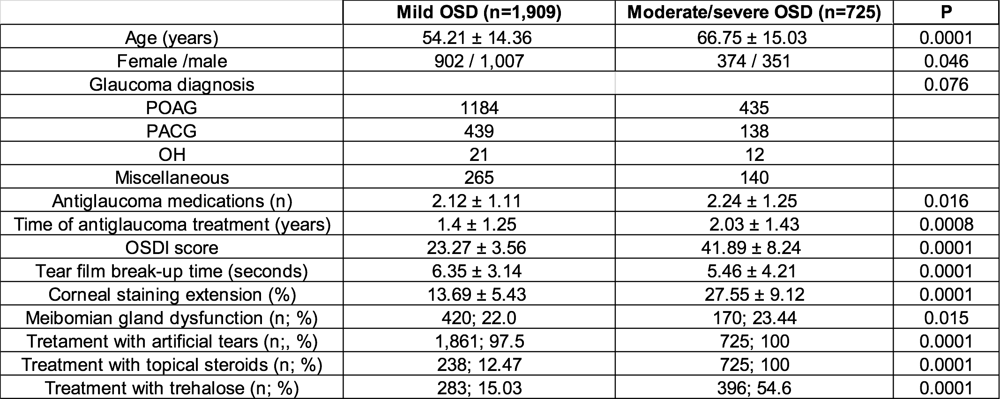 Mild OSD (n=1,909) Moderate/severe OSD (n=725) P
Age (years) 54.21 ± 14.36 66.75 ± 15.03 0.0001
Female /male 902 / 1,007 374 / 351 0.046
Glaucoma diagnosis 0.076
POAG 1184 435
PACG 439 138
OH 21 12
Miscellaneous 265 140
Antiglaucoma medications (n) 2.12 ± 1.11 2.24 ± 1.25 0.016
Time of antiglaucoma treatment (years) 1.4 ± 1.25 2.03 ± 1.43 0.0008
OSDI score 23.27 ± 3.56 41.89 ± 8.24 0.0001
Tear film break-up time (seconds) 6.35 ± 3.14 5.46 ± 4.21 0.0001
Corneal staining extension (%) 13.69 ± 5.43 27.55 ± 9.12 0.0001
Meibomian gland dysfunction (n; %) 420; 22.0 170; 23.44 0.015
Tretament with artificial tears (n;, %) 1,861; 97.5 725; 100 0.0001
Treatment with topical steroids (n; %) 238; 12.47 725; 100 0.0001
Treatment with trehalose (n; %) 283; 15.03 396; 54.6 0.0001